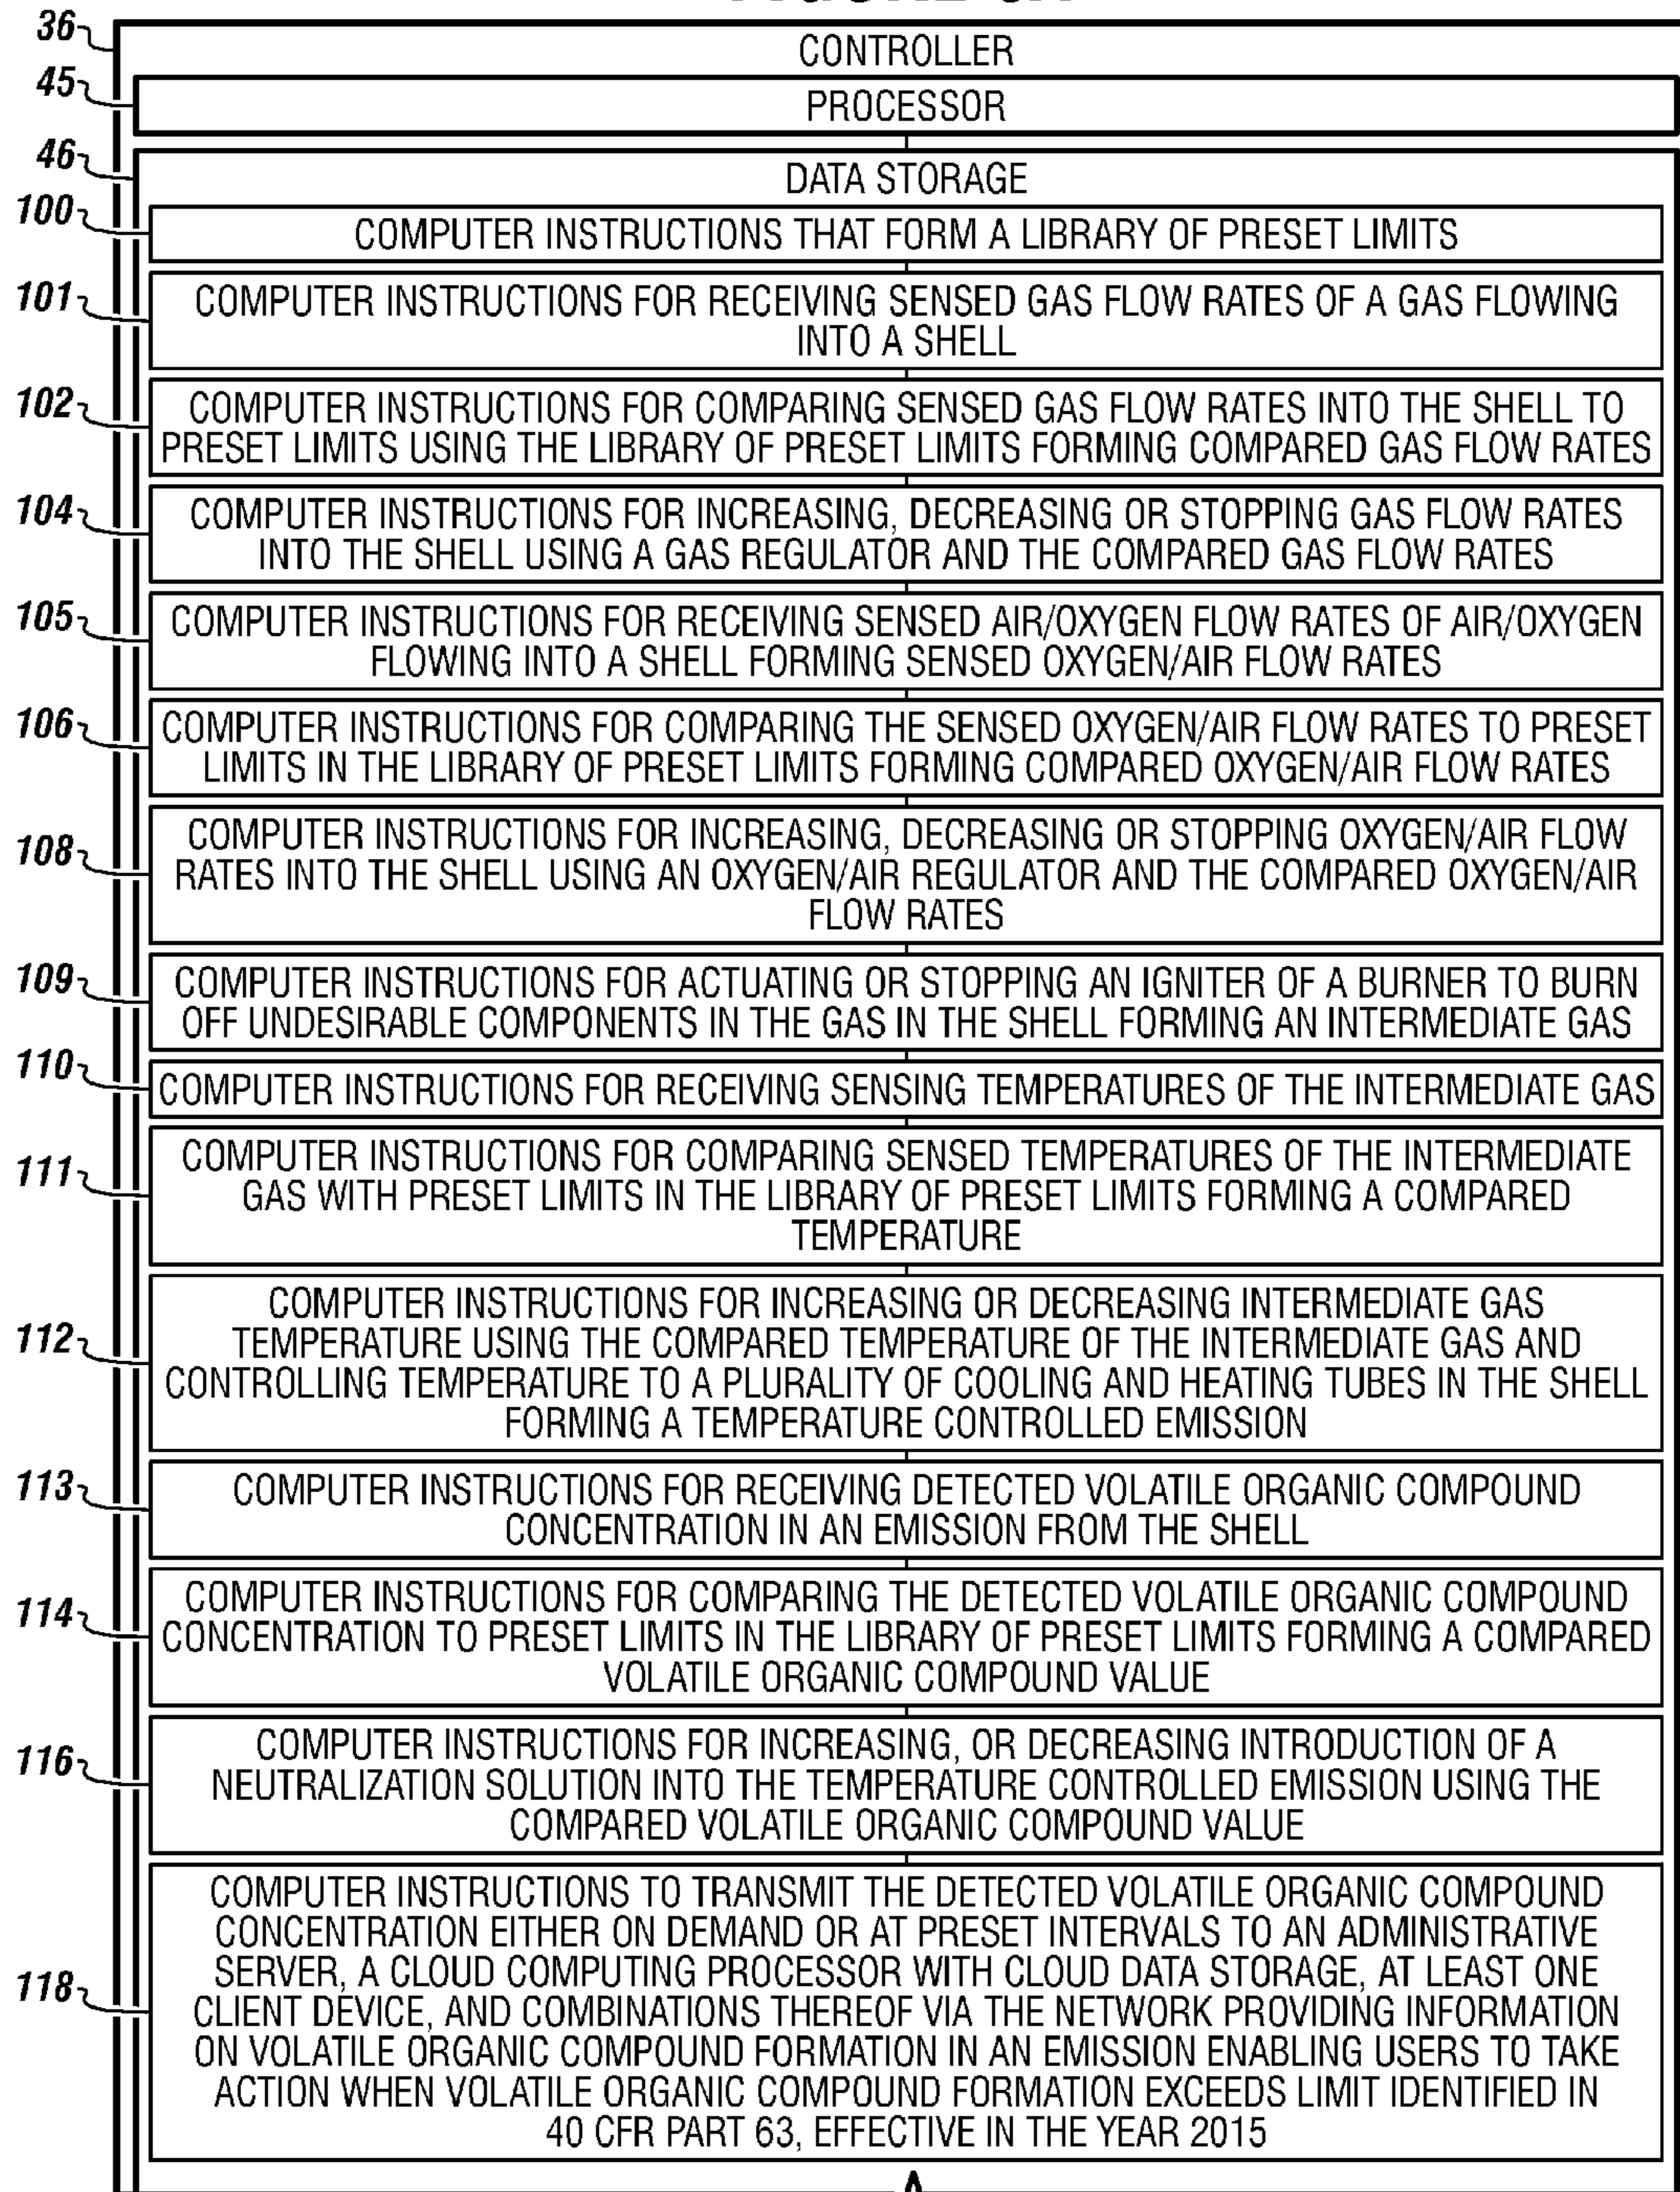 36
CONTROLLER
45
PROCESSOR
46
DATA STORAGE
100
COMPUTER INSTRUCTIONS THAT FORM A LIBRARY OF PRESET LIMITS
101
COMPUTER INSTRUCTIONS FOR RECEIVING SENSED GAS FLOW RATES OF A GAS FLOWING
INTO A SHELL
102
COMPUTER INSTRUCTIONS FOR COMPARING SENSED GAS FLOW RATES INTO THE SHELL TO
PRESET LIMITS USING THE LIBRARY OF PRESET LIMITS FORMING COMPARED GAS FLOW RATES
104
COMPUTER INSTRUCTIONS FOR INCREASING, DECREASING OR STOPPING GAS FLOW RATES
INTO THE SHELL USING A GAS REGULATOR AND THE COMPARED GAS FLOW RATES
105
COMPUTER INSTRUCTIONS FOR RECEIVING SENSED AIR/OXYGEN FLOW RATES OF AIR/OXYGEN
FLOWING INTO A SHELL FORMING SENSED OXYGEN/AIR FLOW RATES
106
COMPUTER INSTRUCTIONS FOR COMPARING THE SENSED OXYGEN/AIR FLOW RATES TO PRESET
LIMITS IN THE LIBRARY OF PRESET LIMITS FORMING COMPARED OXYGEN/AIR FLOW RATES
108
COMPUTER INSTRUCTIONS FOR INCREASING, DECREASING OR STOPPING OXYGEN/AIR FLOW
RATES INTO THE SHELL USING AN OXYGEN/AIR REGULATOR AND THE COMPARED OXYGEN/AIR
FLOW RATES
109
COMPUTER INSTRUCTIONS FOR ACTUATING OR STOPPING AN IGNITER OF A BURNER TO BURN
OFF UNDESIRABLE COMPONENTS IN THE GAS IN THE SHELL FORMING AN INTERMEDIATE GAS
110
COMPUTER INSTRUCTIONS FOR RECEIVING SENSING TEMPERATURES OF THE INTERMEDIATE GAS
111
COMPUTER INSTRUCTIONS FOR COMPARING SENSED TEMPERATURES OF THE INTERMEDIATE
GAS WITH PRESET LIMITS IN THE LIBRARY OF PRESET LIMITS FORMING A COMPARED
TEMPERATURE
112
COMPUTER INSTRUCTIONS FOR INCREASING OR DECREASING INTERMEDIATE GAS
TEMPERATURE USING THE COMPARED TEMPERATURE OF THE INTERMEDIATE GAS AND
CONTROLLING TEMPERATURE TO A PLURALITY OF COOLING AND HEATING TUBES IN THE SHELL
FORMING A TEMPERATURE CONTROLLED EMISSION
113
COMPUTER INSTRUCTIONS FOR RECEIVING DETECTED VOLATILE ORGANIC COMPOUND
CONCENTRATION IN AN EMISSION FROM THE SHELL
114
COMPUTER INSTRUCTIONS FOR COMPARING THE DETECTED VOLATILE ORGANIC COMPOUND
CONCENTRATION TO PRESET LIMITS IN THE LIBRARY OF PRESET LIMITS FORMING A COMPARED
VOLATILE ORGANIC COMPOUND VALUE
116
COMPUTER INSTRUCTIONS FOR INCREASING, OR DECREASING INTRODUCTION OF A
NEUTRALIZATION SOLUTION INTO THE TEMPERATURE CONTROLLED EMISSION USING THE
COMPARED VOLATILE ORGANIC COMPOUND VALUE
118
COMPUTER INSTRUCTIONS TO TRANSMIT THE DETECTED VOLATILE ORGANIC COMPOUND
CONCENTRATION EITHER ON DEMAND OR AT PRESET INTERVALS TO AN ADMINISTRATIVE
SERVER, A CLOUD COMPUTING PROCESSOR WITH CLOUD DATA STORAGE, AT LEAST ONE
CLIENT DEVICE, AND COMBINATIONS THEREOF VIA THE NETWORK PROVIDING INFORMATION
ON VOLATILE ORGANIC COMPOUND FORMATION IN AN EMISSION ENABLING USERS TO TAKE
ACTION WHEN VOLATILE ORGANIC COMPOUND FORMATION EXCEEDS LIMIT IDENTIFIED IN
40 CFR PART 63, EFFECTIVE IN THE YEAR 2015